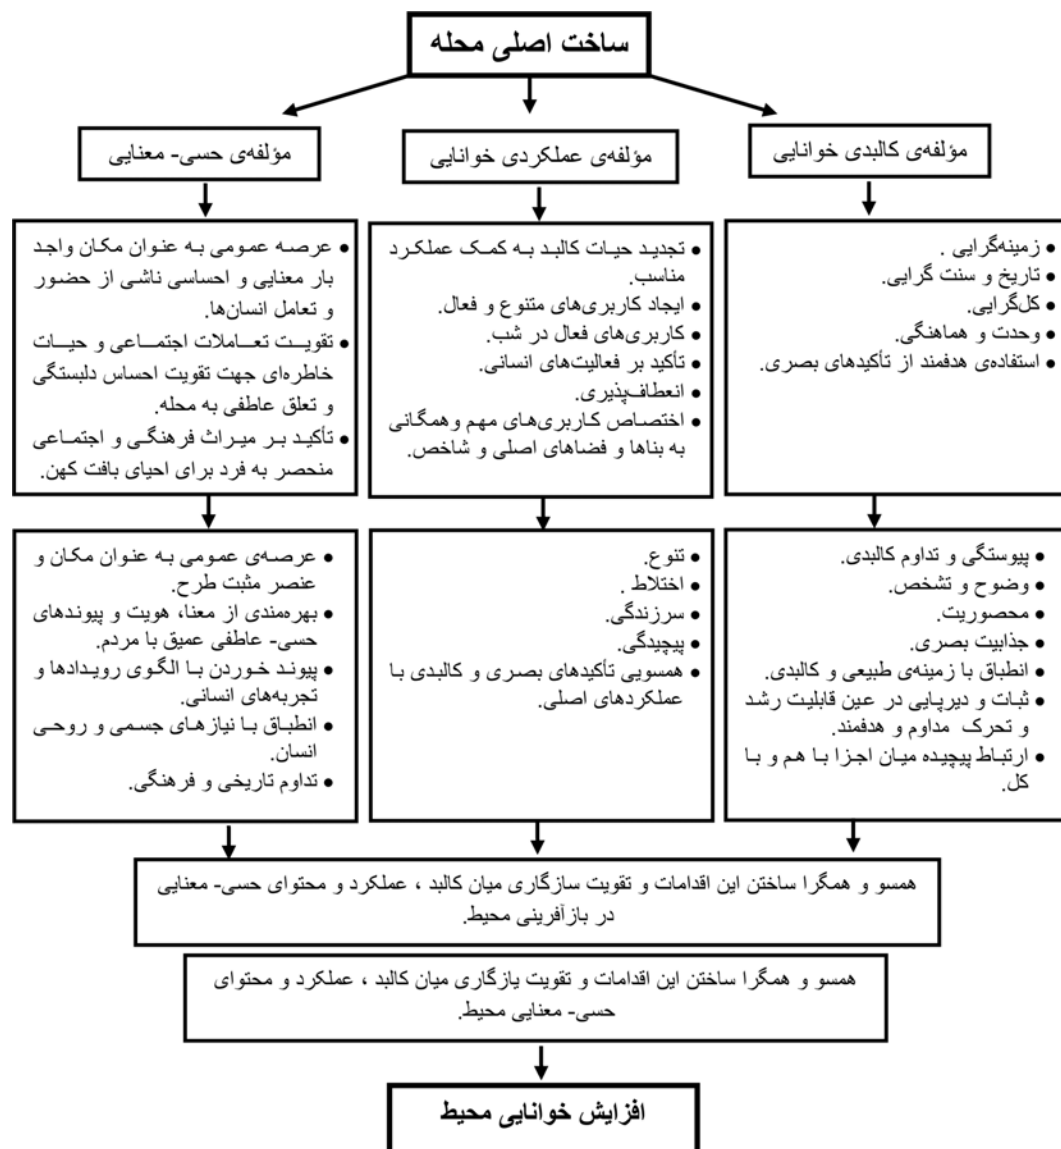 ساخت اصلی محله
مؤلفه‌ی کالبدی خوانایی
مؤلفه‌ی عملکردی خوانایی
مؤلفه‌ی حسی- معنایی
● زمینه‌گرایی .
● تاریخ و سنت گرایی.
● کل‌گرایی.
● وحدت و هماهنگی.
● استفاده‌ی هدفمند از تأکیدهای بصری.
● تجدید حیات کالبد به کمک عملکرد
مناسب.
● ایجاد کاربری‌های متنوع و فعال.
● کاربری‌های فعال در شب.
● تأکید بر فعالیت‌های انسانی.
● انعطاف‌پذیری.
● اختصاص کاربری‌های مهم وهمگانی
به بناها و فضاهای اصلی و شاخص.
● عرصه عمومی به عنوان مکان واجد
بار معنایی و احساسی ناشی از حضور
و تعامل انسان‌ها.
● تقویت تعاملات اجتماعی و حیات
خاطره‌ای جهت تقویت احساس دلبستگی
و تعلق عاطفی به محله.
● تأکید بر میراث فرهنگی و اجتماعی
منحصر به فرد برای احیای بافت کهن.
● پیوستگی و تداوم کالبدی.
● وضوح و تشخص.
● محصوریت.
● جذابیت بصری.
● انطباق با زمینه‌ی طبیعی و کالبدی.
● ثبات و دیرپایی در عین قابلیت رشد
و تحرک مداوم و هدفمند.
● ارتباط پیچیده میان اجزا با هم و با
کل.
● تنوع.
● اختلاط .
● سرزندگی.
● پیچیدگی.
● همسویی تأکیدهای بصری و کالبدی با
عملکردهای اصلی.
● عرصه‌ی عمومی به عنوان مکان و
عنصر مثبت طرح.
● بهره‌مندی از معنا، هویت و پیوندهای
حسی- عاطفی عمیق با مردم.
● پیوند خوردن با الگوی رویدادها و
تجربه‌های انسانی.
● انطباق با نیازهای جسمی و روحی
انسان.
● تداوم تاریخی و فرهنگی.
همسو و همگرا ساختن این اقدامات و تقویت سازگاری میان کالبد ، عملکرد و محتوای حسی- معنایی
در بازآفرینی محیط.
همسو و همگرا ساختن این اقدامات و تقویت یازگاری میان کالبد ، عملکرد و محتوای
حسی- معنایی محیط.
افزایش خوانایی محیط